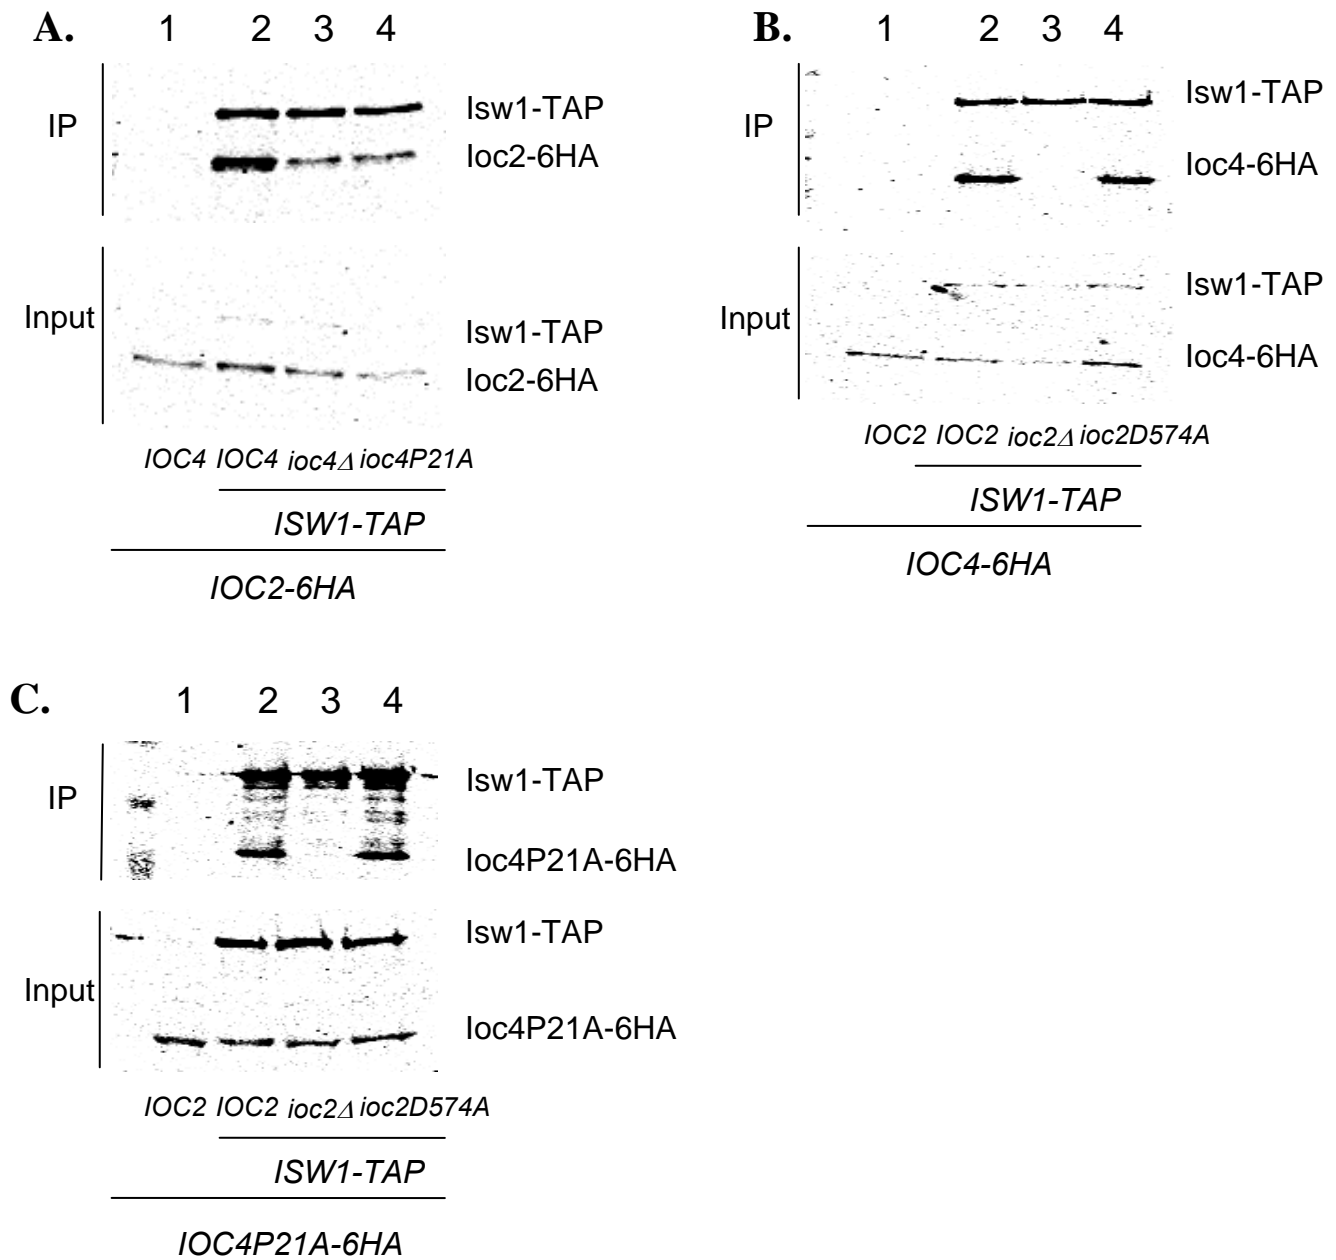 A. 1 2 3 4
IP
Isw1-TAP
Ioc2-6HA
Input
Isw1-TAP
Ioc2-6HA
IOC4 IOC4 ioc4Δ ioc4P21A
ISW1-TAP
IOC2-6HA
B. 1 2 3 4
IP
Isw1-TAP
Ioc4-6HA
Input
Isw1-TAP
Ioc4-6HA
IOC2 IOC2 ioc2Δ ioc2D574A
ISW1-TAP
IOC4-6HA
C. 1 2 3 4
IP
Isw1-TAP
Ioc4P21A-6HA
Input
Isw1-TAP
Ioc4P21A-6HA
IOC2 IOC2 ioc2Δ ioc2D574A
ISW1-TAP
IOC4P21A-6HA